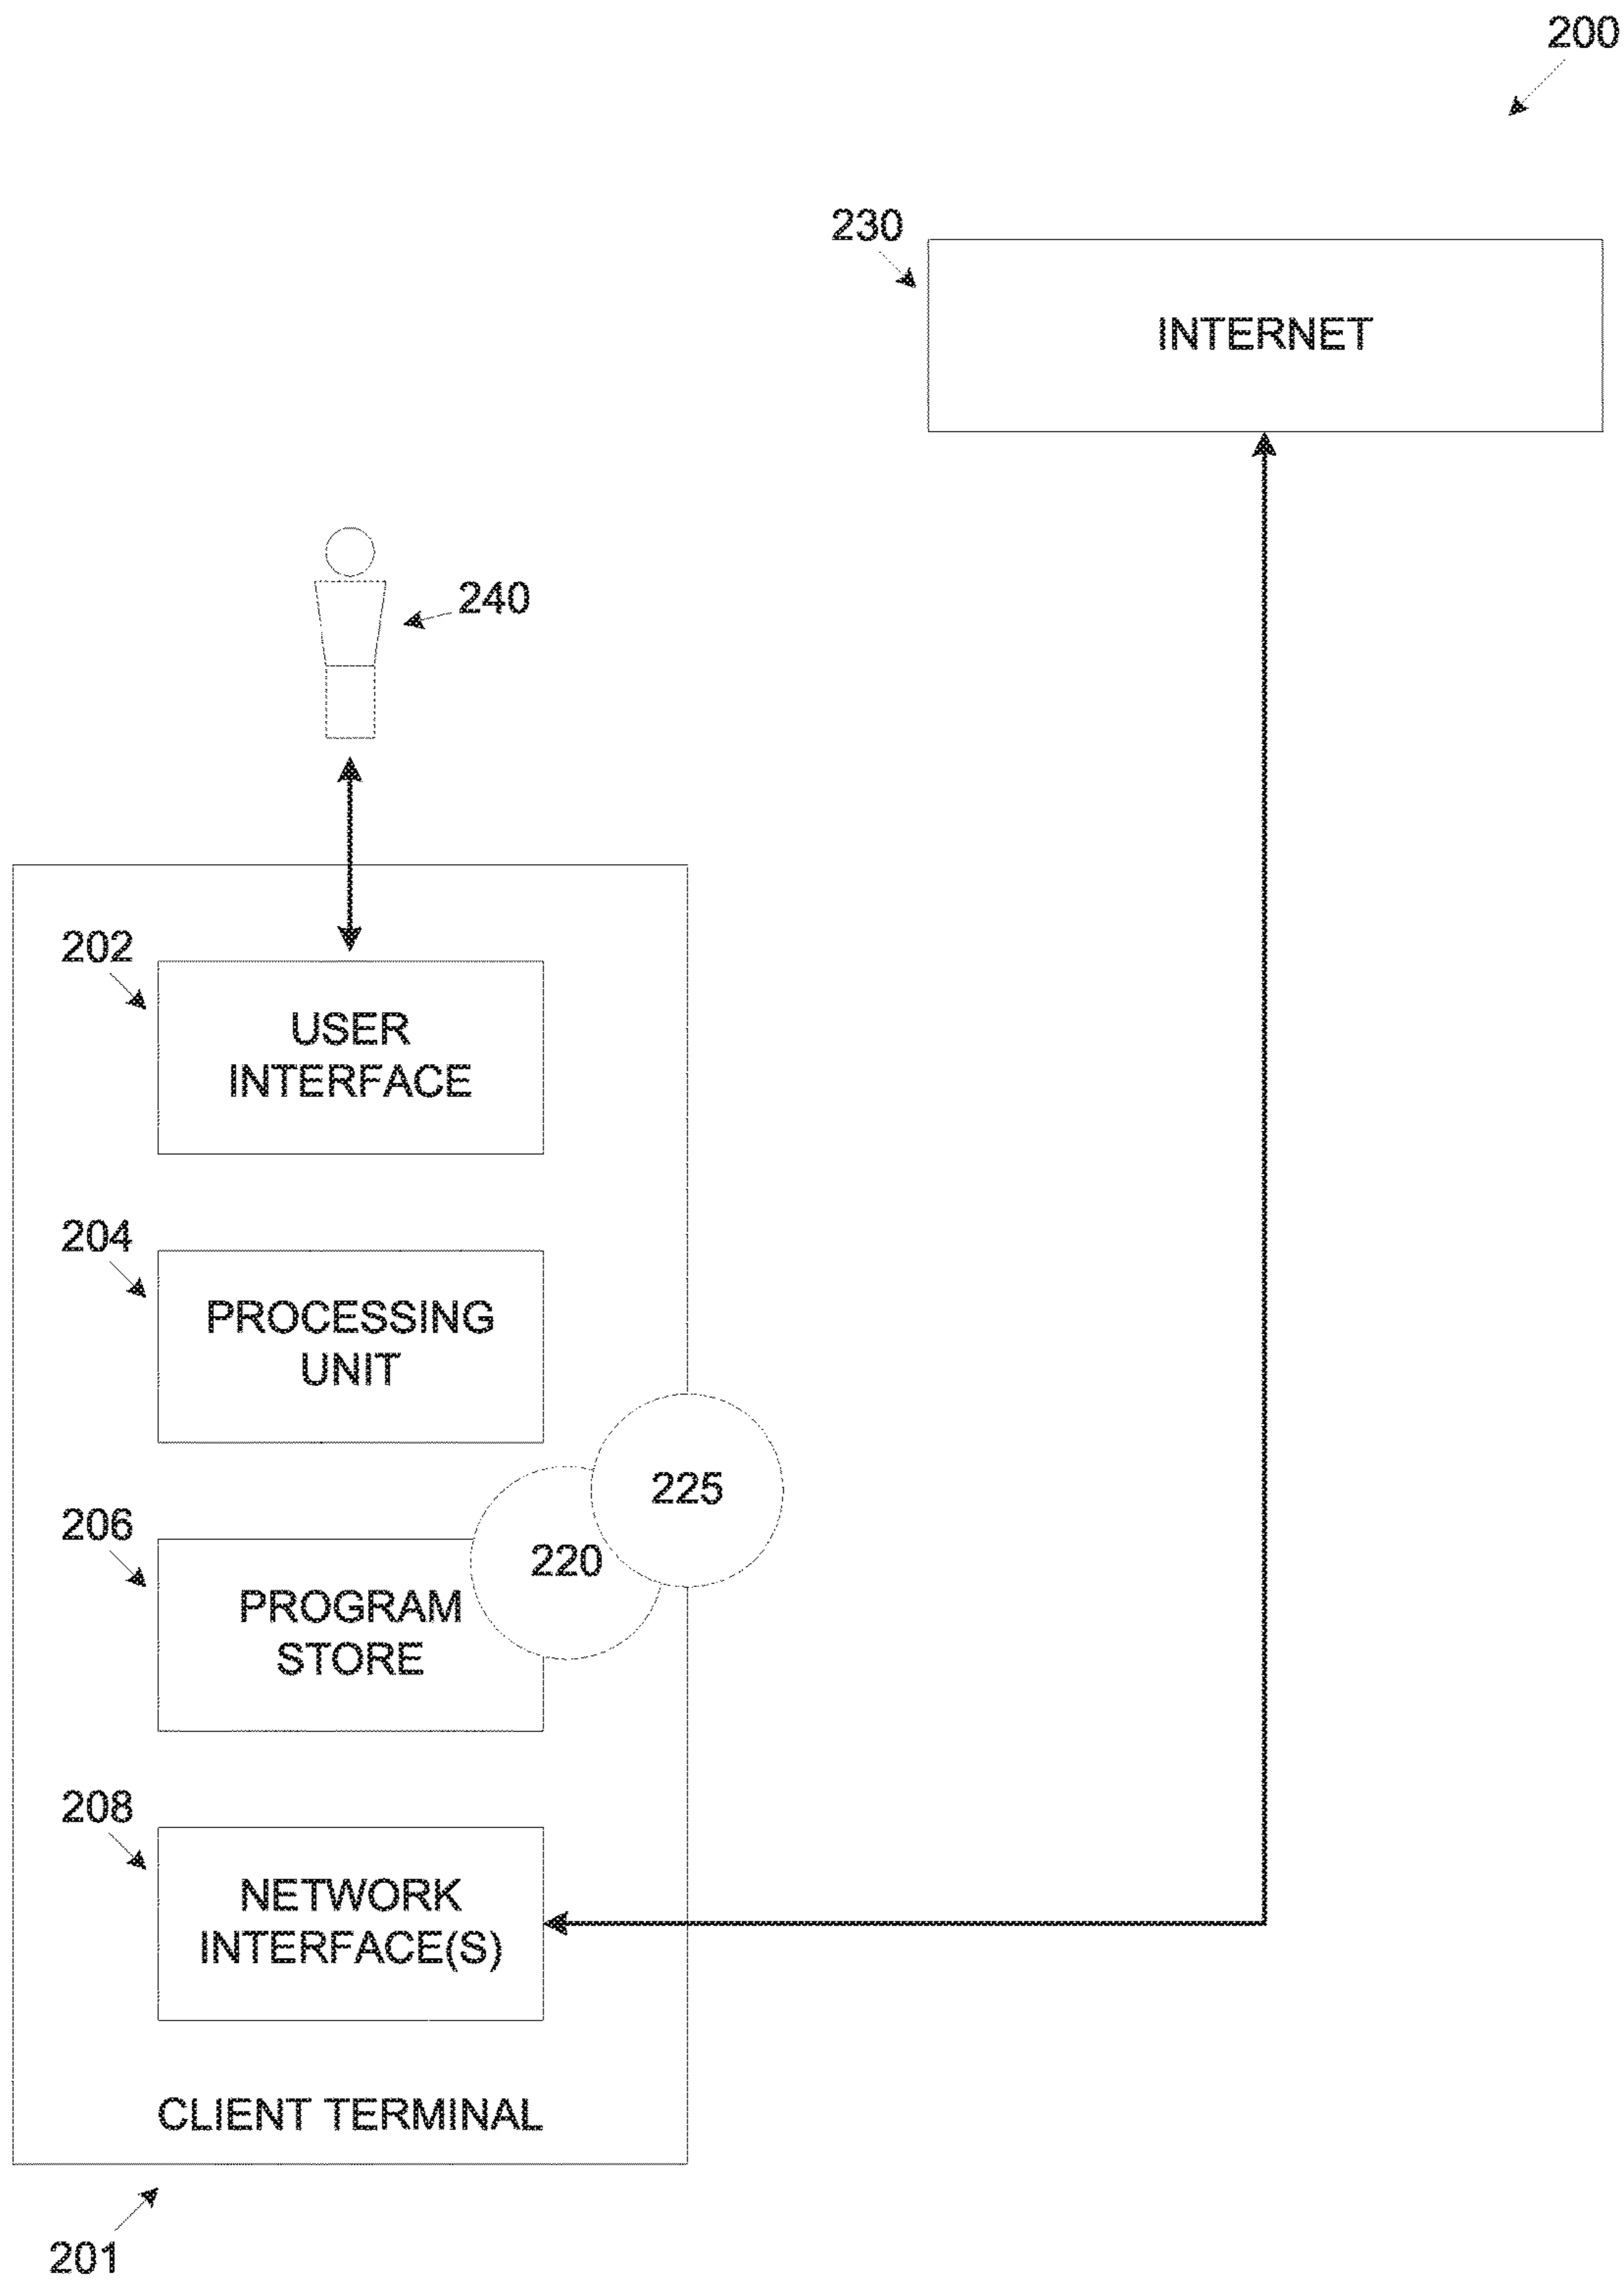 200
230
INTERNET
240
202
USER
INTERFACE
204
PROCESSING
UNIT
225
220
206
PROGRAM
STORE
208
NETWORK
INTERFACE(S)
CLIENT TERMINAL
201